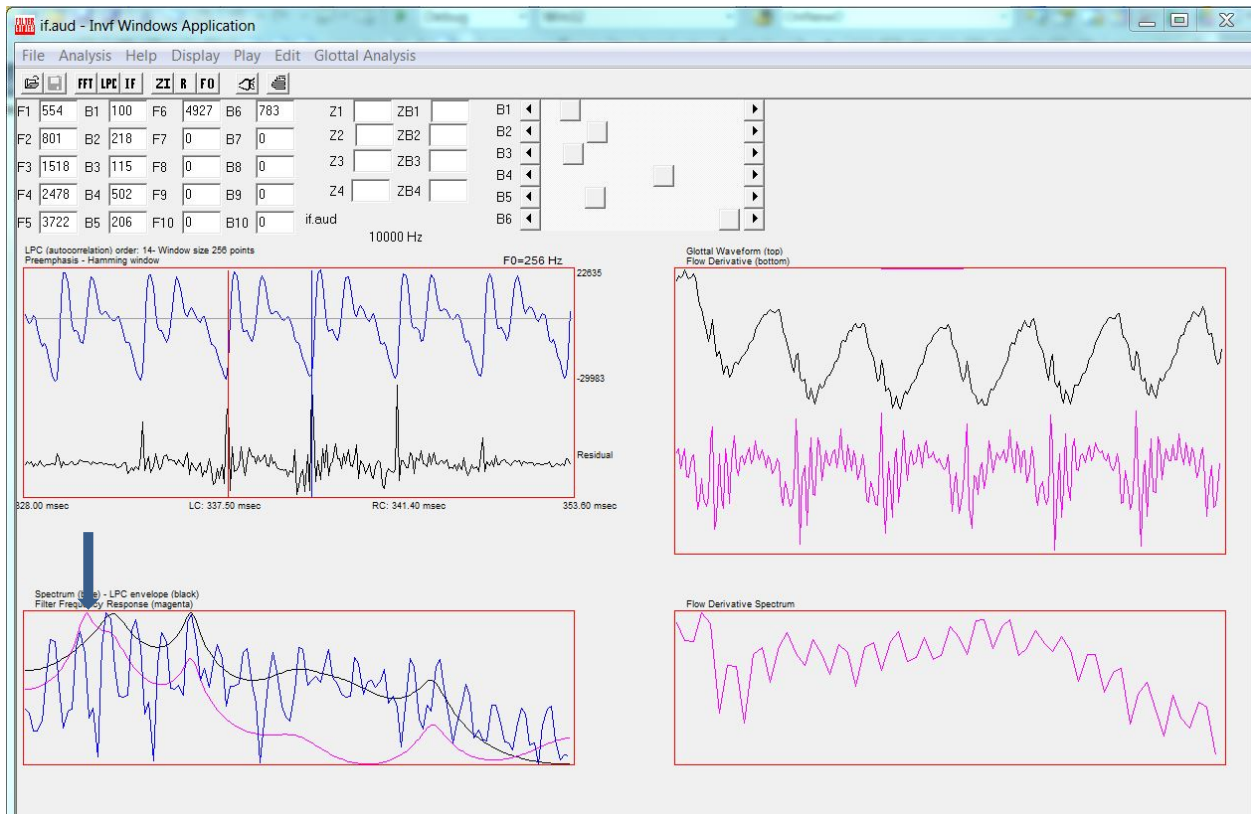 if.aud - Invf Windows Application
File Analysis Help Display Play Edit Glottal Analysis
FFT LPC IF ZI R F0
F1 554 B1 100 F6 4927 B6 783 Z1 ZB1 B1
F2 801 B2 218 F7 0 B7 0 Z2 ZB2 B2
F3 1518 B3 115 F8 0 B8 0 Z3 ZB3 B3
F4 2478 B4 502 F9 0 B9 0 Z4 ZB4 B4
F5 3722 B5 206 F10 0 B10 0 if.aud B5
10000 Hz B6
LPC (autocorrelation) order: 14- Window size 256 points
Preemphasis - Hamming window F0=256 Hz
22635
-29983
Residual
328.00 msec LC: 337.50 msec RC: 341.40 msec 353.60 msec
Glottal Waveform (top)
Flow Derivative (bottom)
Spectrum - LPC envelope (black)
Filter Frequency Response (magenta)
Flow Derivative Spectrum